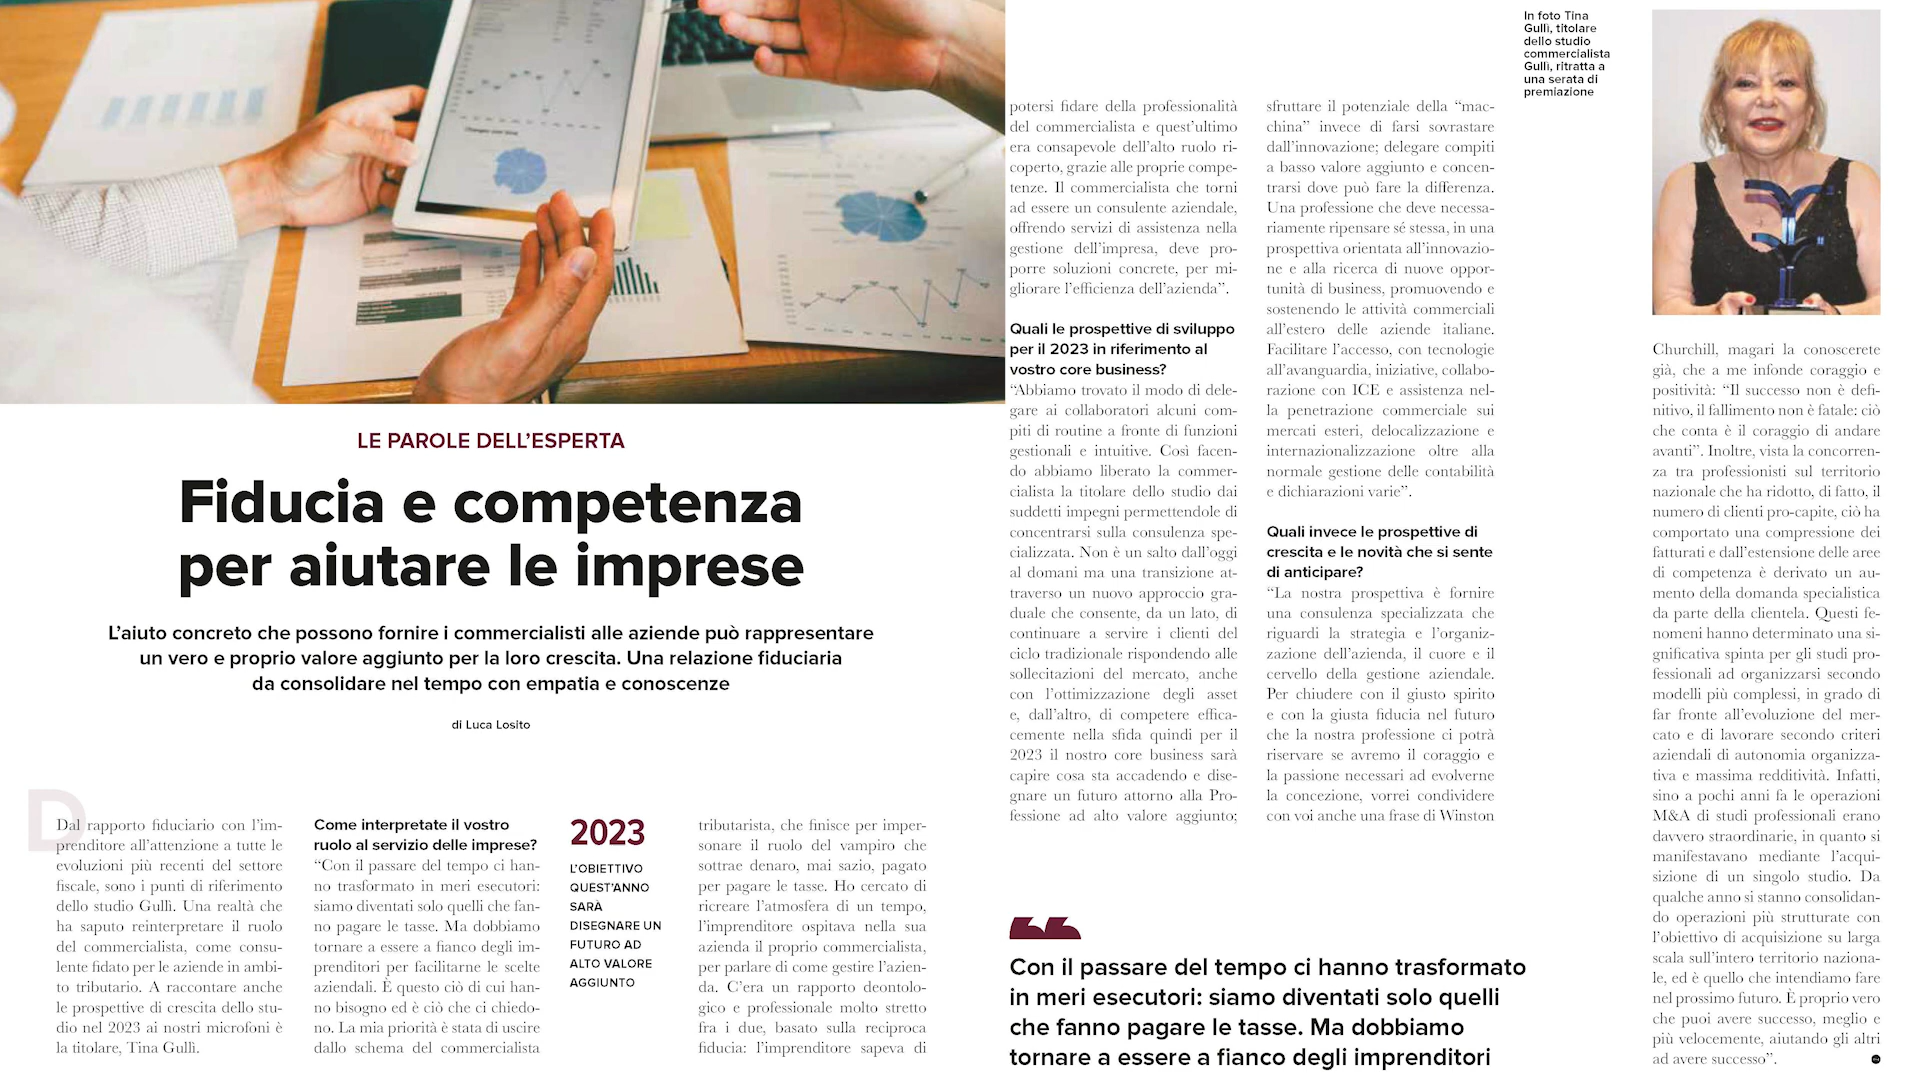 LE PAROLE DELL'ESPERTA
Fiducia e competenza
per aiutare le imprese
L'aiuto concreto che possono fornire i commercialisti alle aziende può rappresentare
un vero e proprio valore aggiunto per la loro crescita. Una relazione fiduciaria
da consolidare nel tempo con empatia e conoscenze
di Luca Losito
Dal rapporto fiduciario con l'im-
prenditore all'attenzione a tutte le
evoluzioni più recenti del settore
fiscale, sono i punti di riferimento
dello studio Gullì. Una realtà che
ha saputo reinterpretare il ruolo
del commercialista, come consu-
lente fidato per le aziende in ambi-
to tributario. A raccontare anche
le prospettive di crescita dello stu-
dio nel 2023 ai nostri microfoni è
la titolare, Tina Gullì.
Come interpretate il vostro
ruolo al servizio delle imprese?
“Con il passare del tempo ci han-
no trasformato in meri esecutori:
siamo diventati solo quelli che fan-
no pagare le tasse. Ma dobbiamo
tornare a essere a fianco degli im-
prenditori per facilitarne le scelte
aziendali. È questo ciò di cui han-
no bisogno ed è ciò che ci chiedo-
no. La mia priorità è stata di uscire
dallo schema del commercialista
2023
L'OBIETTIVO
QUEST'ANNO
SARÀ
DISEGNARE UN
FUTURO AD
ALTO VALORE
AGGIUNTO
tributarista, che finisce per imper-
sonare il ruolo del vampiro che
sottrae denaro, mai sazio, pagato
per pagare le tasse. Ho cercato di
ricreare l'atmosfera di un tempo,
l'imprenditore ospitava nella sua
azienda il proprio commercialista,
per parlare di come gestire l'azien-
da. C'era un rapporto deontolo-
gico e professionale molto stretto
fra i due, basato sulla reciproca
fiducia: l'imprenditore sapeva di
potersi fidare della professionalità
del commercialista e quest'ultimo
era consapevole dell'alto ruolo ri-
coperto, grazie alle proprie compe-
tenze. Il commercialista che torni
ad essere un consulente aziendale,
offrendo servizi di assistenza nella
gestione dell'impresa, deve pro-
porre soluzioni concrete, per mi-
gliorare l'efficienza dell'azienda”.
Quali le prospettive di sviluppo
per il 2023 in riferimento al
vostro core business?
“Abbiamo trovato il modo di dele-
gare ai collaboratori alcuni com-
piti di routine a fronte di funzioni
gestionali e intuitive. Così facen-
do abbiamo liberato la commer-
cialista la titolare dello studio dai
suddetti impegni permettendole di
concentrarsi sulla consulenza spe-
cializzata. Non è un salto dall'oggi
al domani ma una transizione at-
traverso un nuovo approccio gra-
duale che consente, da un lato, di
continuare a servire i clienti del
ciclo tradizionale rispondendo alle
sollecitazioni del mercato, anche
con l'ottimizzazione degli asset
e, dall'altro, di competere effica-
cemente nella sfida quindi per il
2023 il nostro core business sarà
capire cosa sta accadendo e dise-
gnare un futuro attorno alla Pro-
fessione ad alto valore aggiunto;
sfruttare il potenziale della “mac-
china” invece di farsi sovrastare
dall'innovazione; delegare compiti
a basso valore aggiunto e concen-
trarsi dove può fare la differenza.
Una professione che deve necessa-
riamente ripensare sé stessa, in una
prospettiva orientata all'innovazio-
ne e alla ricerca di nuove oppor-
tunità di business, promuovendo e
sostenendo le attività commerciali
all'estero delle aziende italiane.
Facilitare l'accesso, con tecnologie
all'avanguardia, iniziative, collabo-
razione con ICE e assistenza nel-
la penetrazione commerciale sui
mercati esteri, delocalizzazione e
internazionalizzazione oltre alla
normale gestione delle contabilità
e dichiarazioni varie”.
Quali invece le prospettive di
crescita e le novità che si sente
di anticipare?
“La nostra prospettiva è fornire
una consulenza specializzata che
riguardi la strategia e l'organiz-
zazione dell'azienda, il cuore e il
cervello della gestione aziendale.
Per chiudere con il giusto spirito
e con la giusta fiducia nel futuro
che la nostra professione ci potrà
riservare se avremo il coraggio e
la passione necessari ad evolverne
la concezione, vorrei condividere
con voi anche una frase di Winston
“
Con il passare del tempo ci hanno trasformato
in meri esecutori: siamo diventati solo quelli
che fanno pagare le tasse. Ma dobbiamo
tornare a essere a fianco degli imprenditori
In foto Tina
Gullì, titolare
dello studio
commercialista
Gullì, ritratta a
una serata di
premiazione
Churchill, magari la conoscerete
già, che a me infonde coraggio e
positività: “Il successo non è defi-
nitivo, il fallimento non è fatale: ciò
che conta è il coraggio di andare
avanti”. Inoltre, vista la concorren-
za tra professionisti sul territorio
nazionale che ha ridotto, di fatto, il
numero di clienti pro-capite, ciò ha
comportato una compressione dei
fatturati e dall'estensione delle aree
di competenza è derivato un au-
mento della domanda specialistica
da parte della clientela. Questi fe-
nomeni hanno determinato una si-
gnificativa spinta per gli studi pro-
fessionali ad organizzarsi secondo
modelli più complessi, in grado di
far fronte all'evoluzione del mer-
cato e di lavorare secondo criteri
aziendali di autonomia organizza-
tiva e massima redditività. Infatti,
sino a pochi anni fa le operazioni
M&A di studi professionali erano
davvero straordinarie, in quanto si
manifestavano mediante l'acqui-
sizione di un singolo studio. Da
qualche anno si stanno consolidan-
do operazioni più strutturate con
l'obiettivo di acquisizione su larga
scala sull'intero territorio naziona-
le, ed è quello che intendiamo fare
nel prossimo futuro. È proprio vero
che puoi avere successo, meglio e
più velocemente, aiutando gli altri
ad avere successo”.